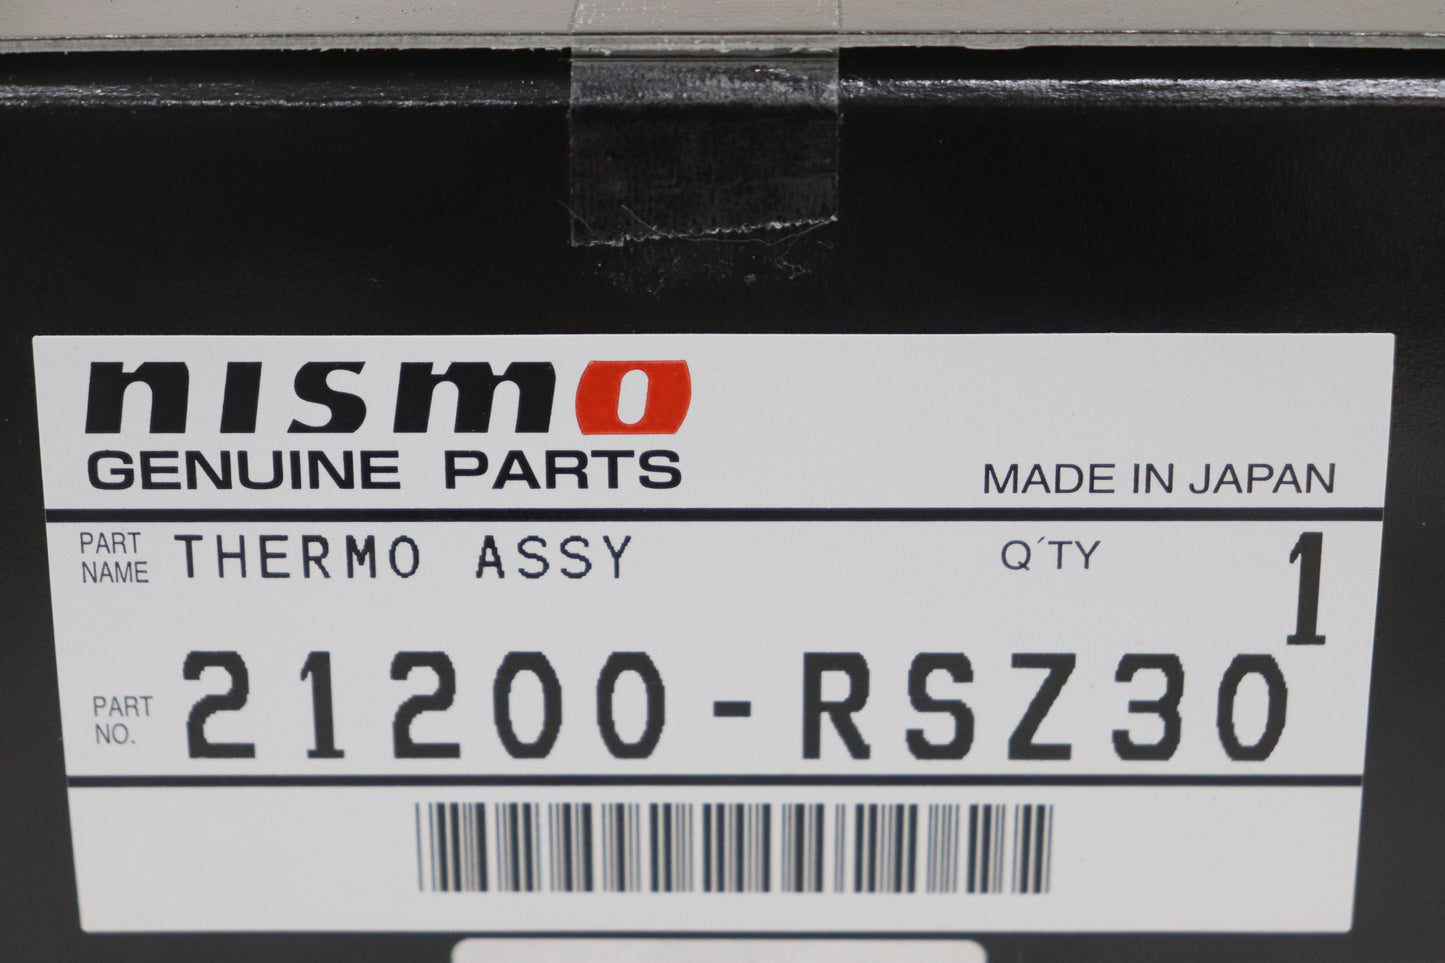 nismo
GENUINE PARTS
MADE IN JAPAN
PART NAME THERMO ASSY
Q´TY 1
PART NO. 21200-RSZ30